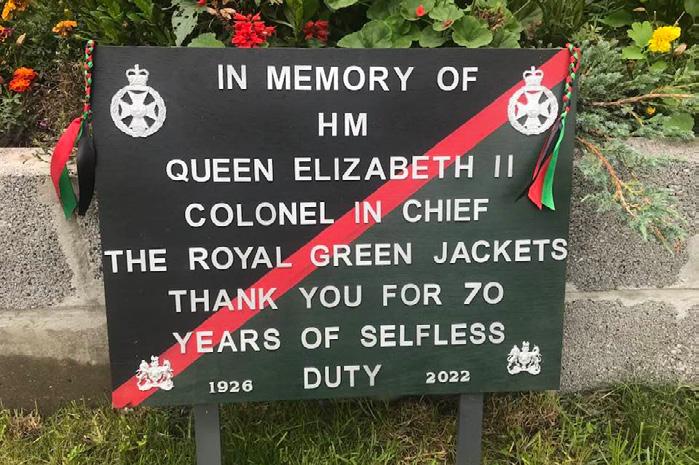 IN MEMORY OF
HM
QUEEN ELIZABETH II
COLONEL IN CHIEF
THE ROYAL GREEN JACKETS
THANK YOU FOR 70
YEARS OF SELFLESS
1926 DUTY 2022